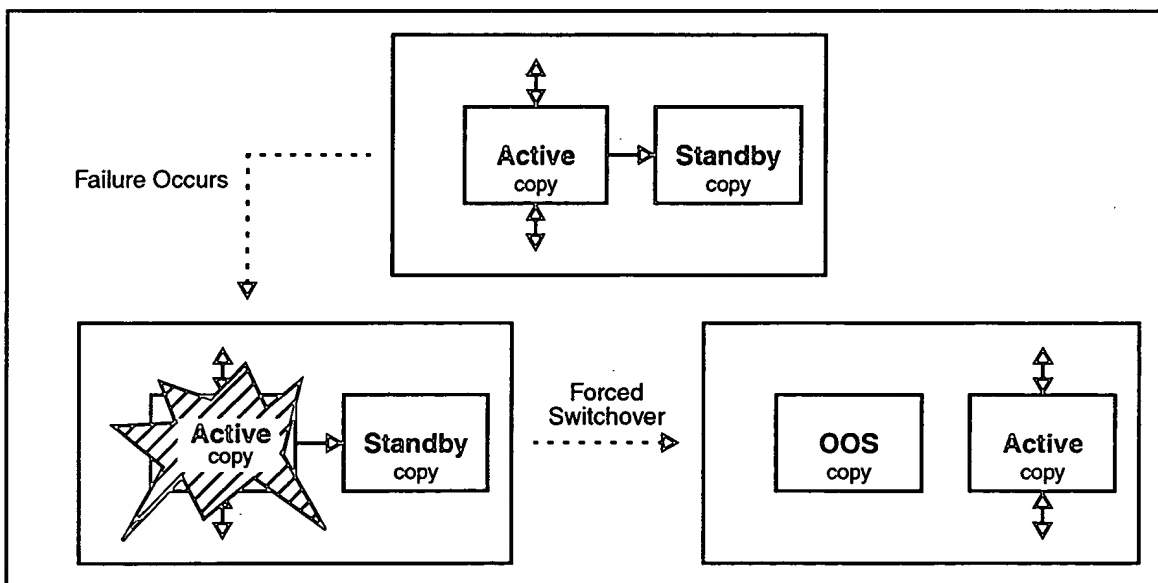 Active
copy
Standby
copy
Failure Occurs
Active
copy
Standby
copy
Forced
Switchover
OOS
copy
Active
copy